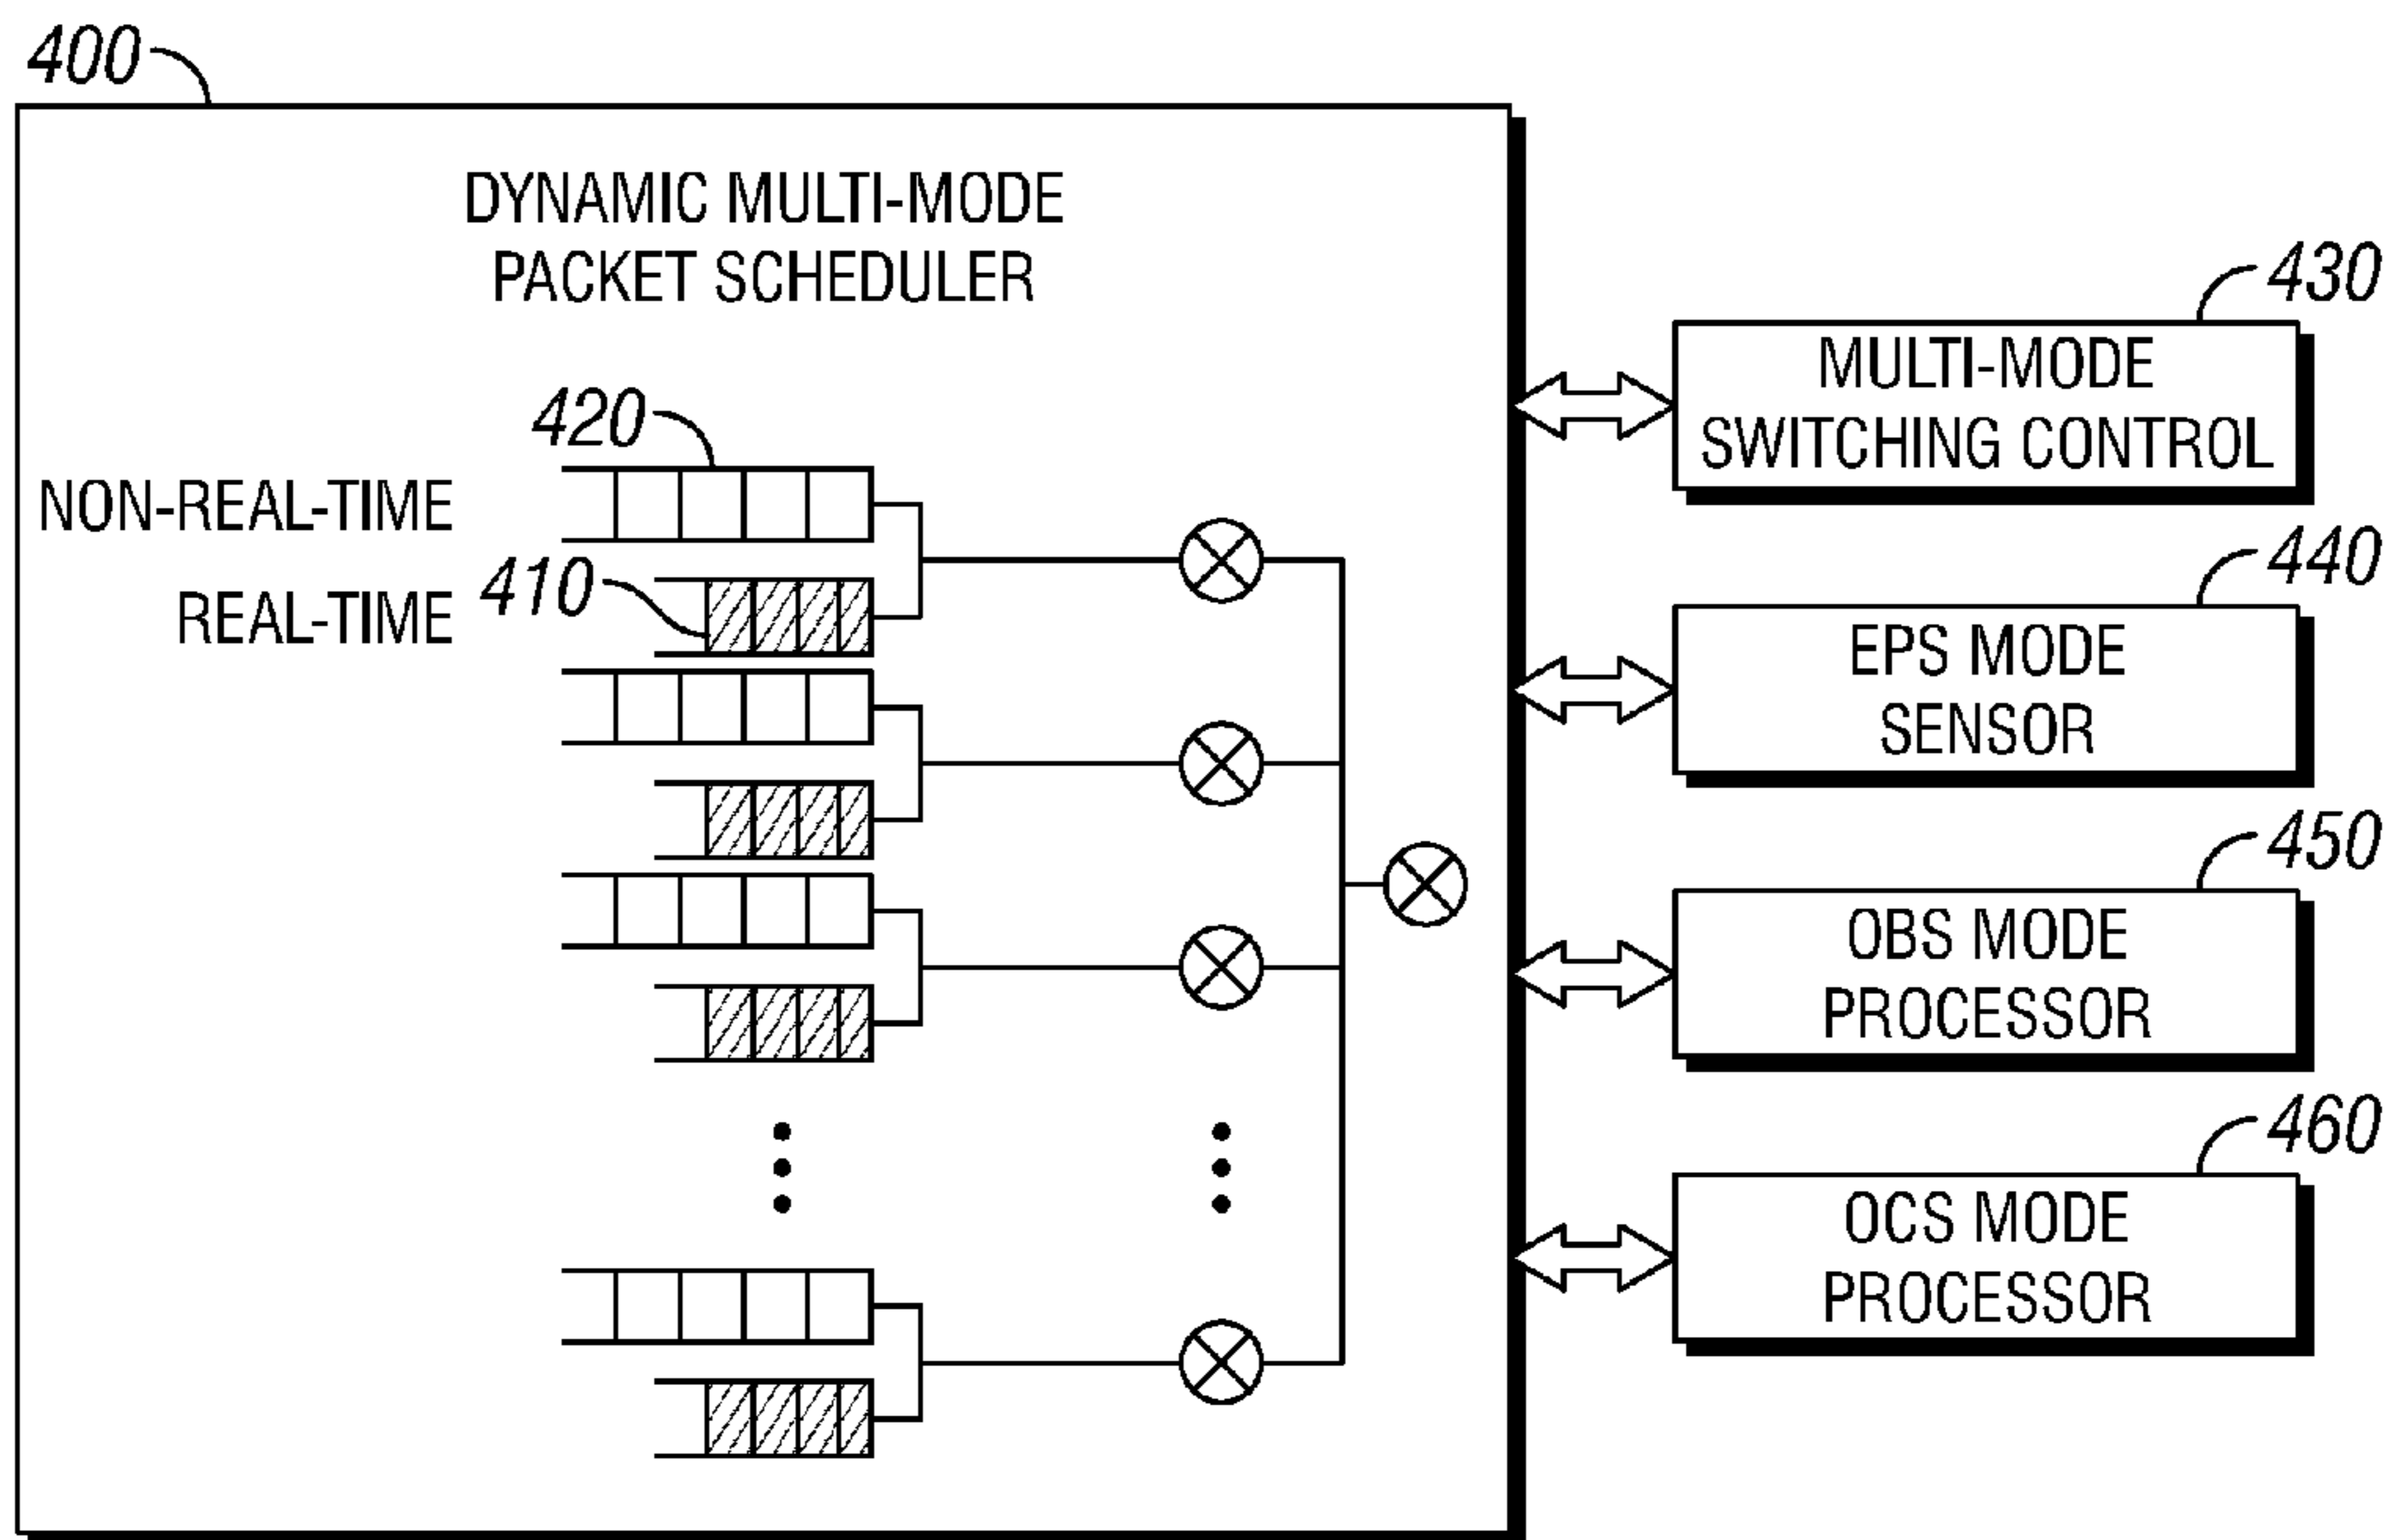 400
DYNAMIC MULTI-MODE
PACKET SCHEDULER
420
NON-REAL-TIME
410
REAL-TIME
430
MULTI-MODE
SWITCHING CONTROL
440
EPS MODE
SENSOR
450
OBS MODE
PROCESSOR
460
OCS MODE
PROCESSOR